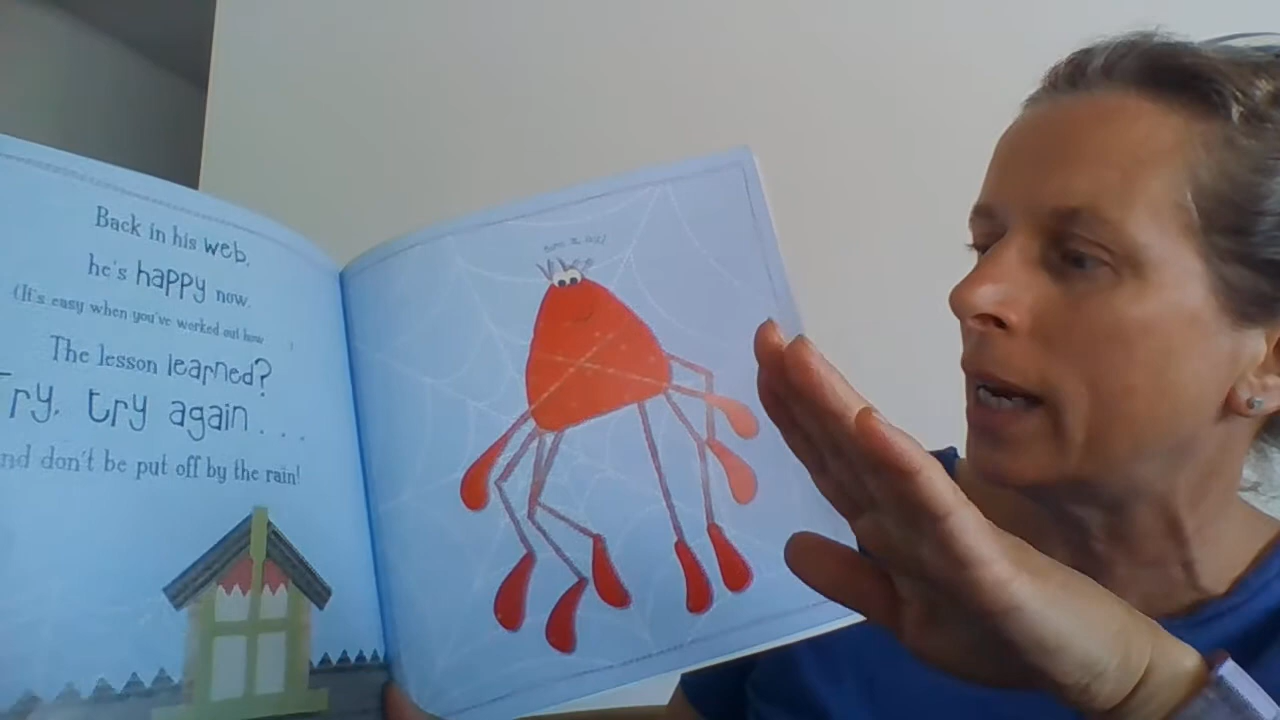 Back in his web,
he's happy now.
(It's easy when you've worked out how
The lesson learned?
Try, try again...
and don't be put off by the rain!